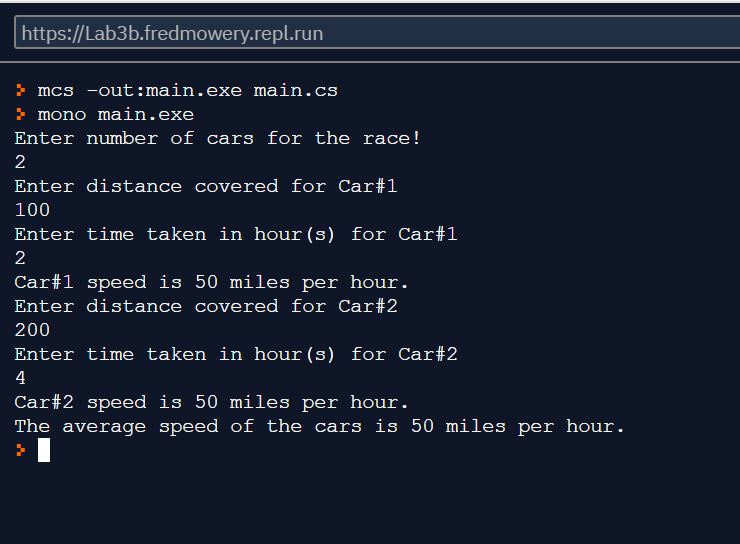 https://Lab3b.fredmowery.repl.run
mcs -out:main.exe main.cs
mono main.exe
Enter number of cars for the race!
2
Enter distance covered for Car#1
100
Enter time taken in hour(s) for Car#1
2
Car#1 speed is 50 miles per hour.
Enter distance covered for Car#2
200
Enter time taken in hour(s) for Car#2
4
Car#2 speed is 50 miles per hour.
The average speed of the cars is 50 miles per hour.